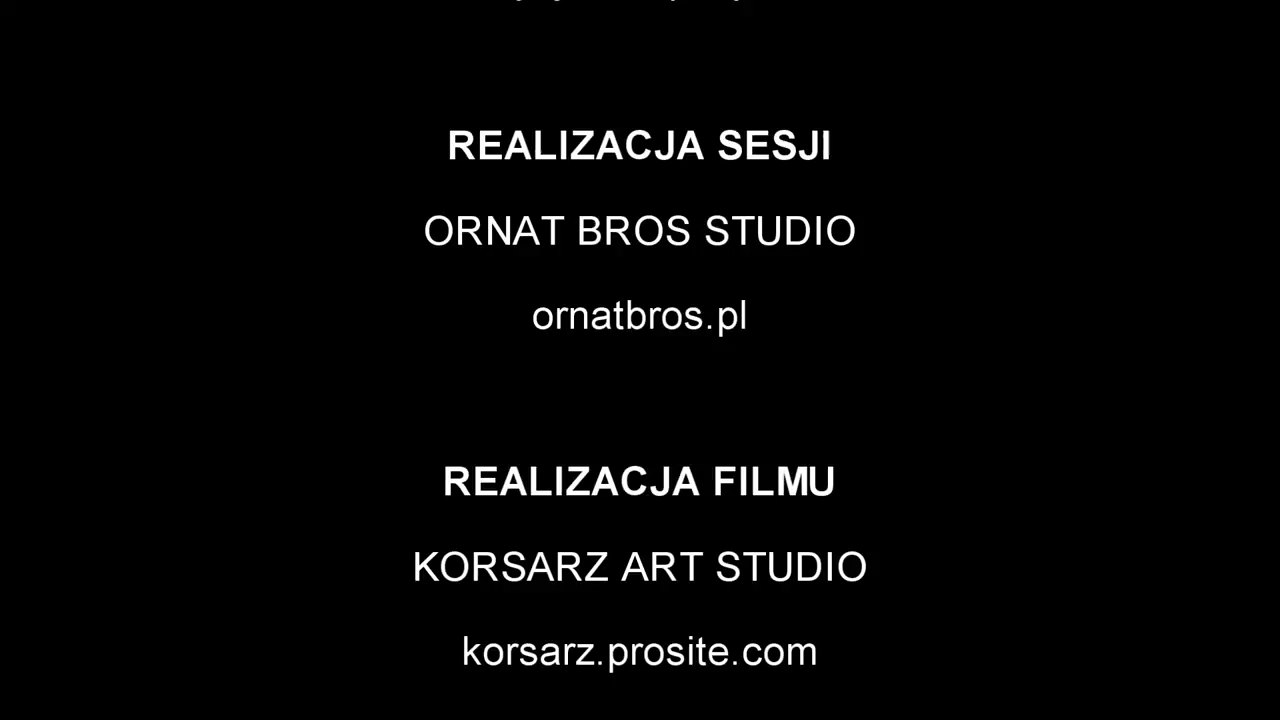 REALIZACJA SESJI
ORNAT BROS STUDIO
ornatbros.pl
REALIZACJA FILMU
KORSARZ ART STUDIO
korsarz.prosite.com